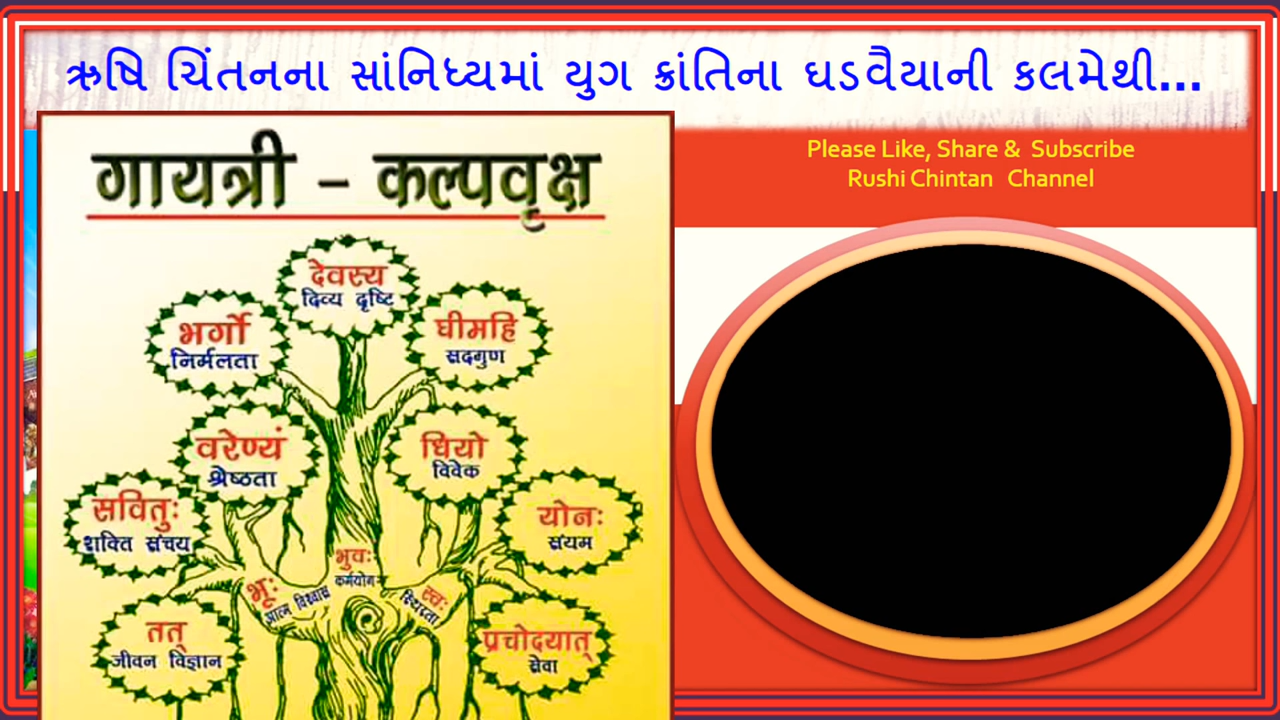 ઋષિ ચિંતનના સાંનિધ્યમાં યુગ ક્રાંતિના ઘડવૈયાની કલમેથી...
Please Like, Share & Subscribe
Rushi Chintan Channel
गायत्री - कल्पवृक्ष
देवस्य
दिव्य दृष्टि
भर्गो
निर्मलता
धीमहि
सदगुण
वरेण्यं
श्रेष्ठता
धियो
विवेक
सवितुः
शक्ति संचय
योनः
संयम
भूः
आत्म विश्वास
भुवः
कर्मयोग
स्वः
स्थिरता
तत्
जीवन विज्ञान
प्रचोदयात्
सेवा